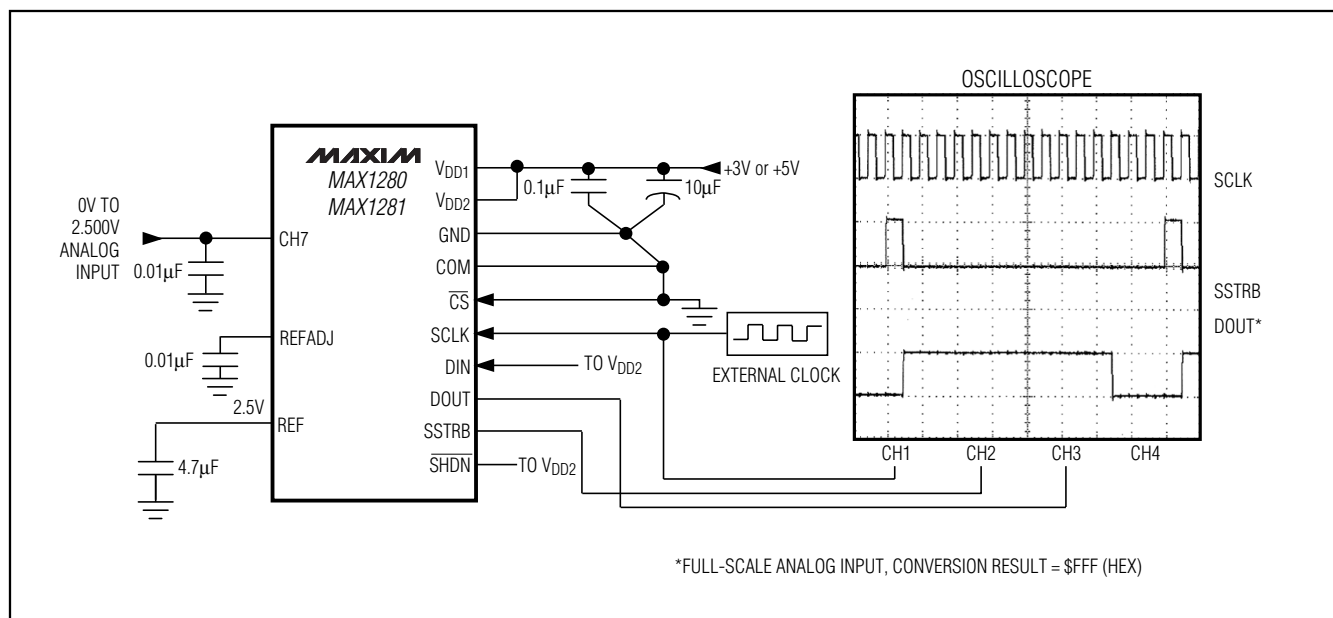 OSCILLOSCOPE
MAXIM
MAX1280
MAX1281
0V TO
2.500V
ANALOG
INPUT
0.01µF
CH7
0.01µF
REFADJ
2.5V
REF
4.7µF
VDD1
VDD2
GND
COM
CS
SCLK
DIN
DOUT
SSTRB
SHDN
0.1µF
10µF
+3V or +5V
EXTERNAL CLOCK
TO VDD2
TO VDD2
SCLK
SSTRB
DOUT*
CH1 CH2 CH3 CH4
*FULL-SCALE ANALOG INPUT, CONVERSION RESULT = $FFF (HEX)